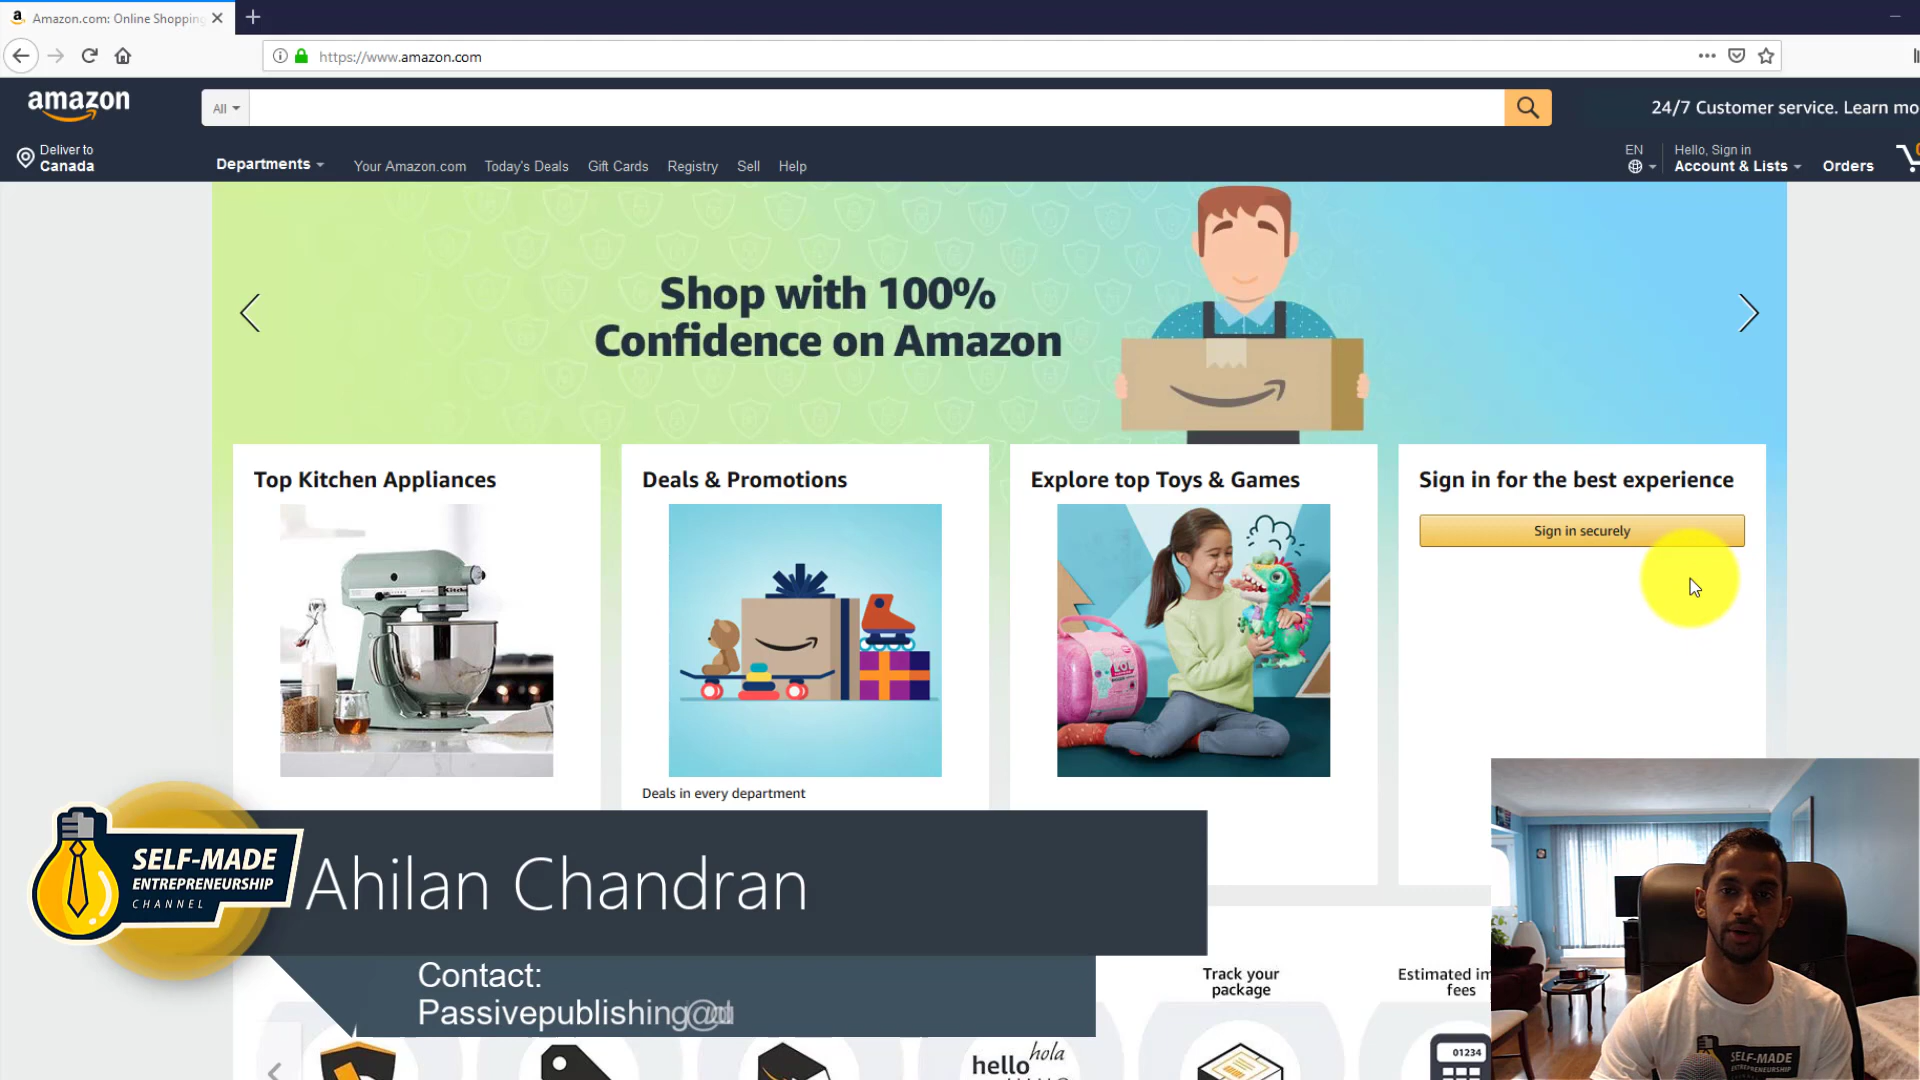 Amazon.com: Online Shopping
https://www.amazon.com
amazon
All
24/7 Customer service. Learn mo
Deliver to
Canada
Departments
Your Amazon.com
Today's Deals
Gift Cards
Registry
Sell
Help
EN
Hello, Sign in
Account & Lists
Orders
Shop with 100%
Confidence on Amazon
Top Kitchen Appliances
Deals & Promotions
Explore top Toys & Games
Sign in for the best experience
Sign in securely
Deals in every department
SELF-MADE
ENTREPRENEURSHIP
CHANNEL
Ahilan Chandran
Contact:
Passivepublishing@
Track your
package
Estimated im
fees
hello
hola
01234
SELF-MADE
ENTREPRENEURSHIP